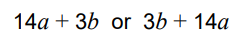 14a + 3b or 3b + 14a